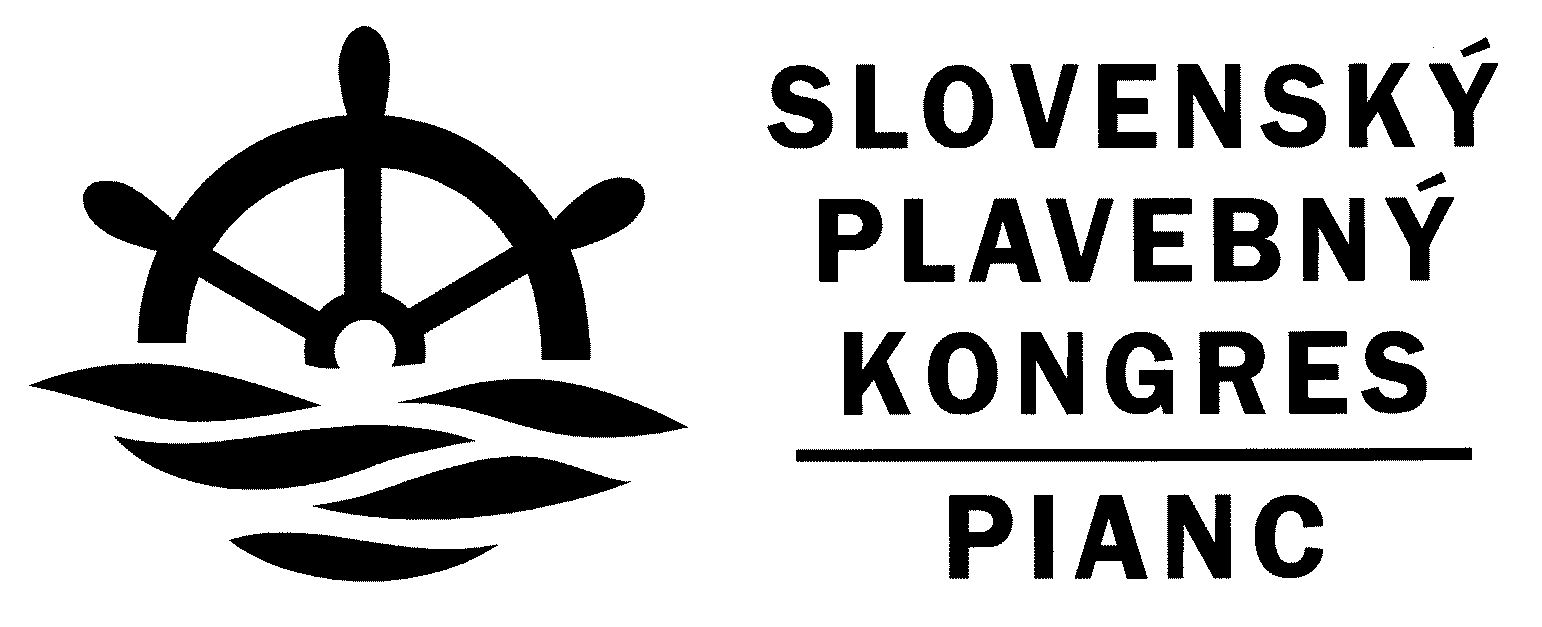 SLOVENSKÝ
PLAVEBNÝ
KONGRES
PIANC